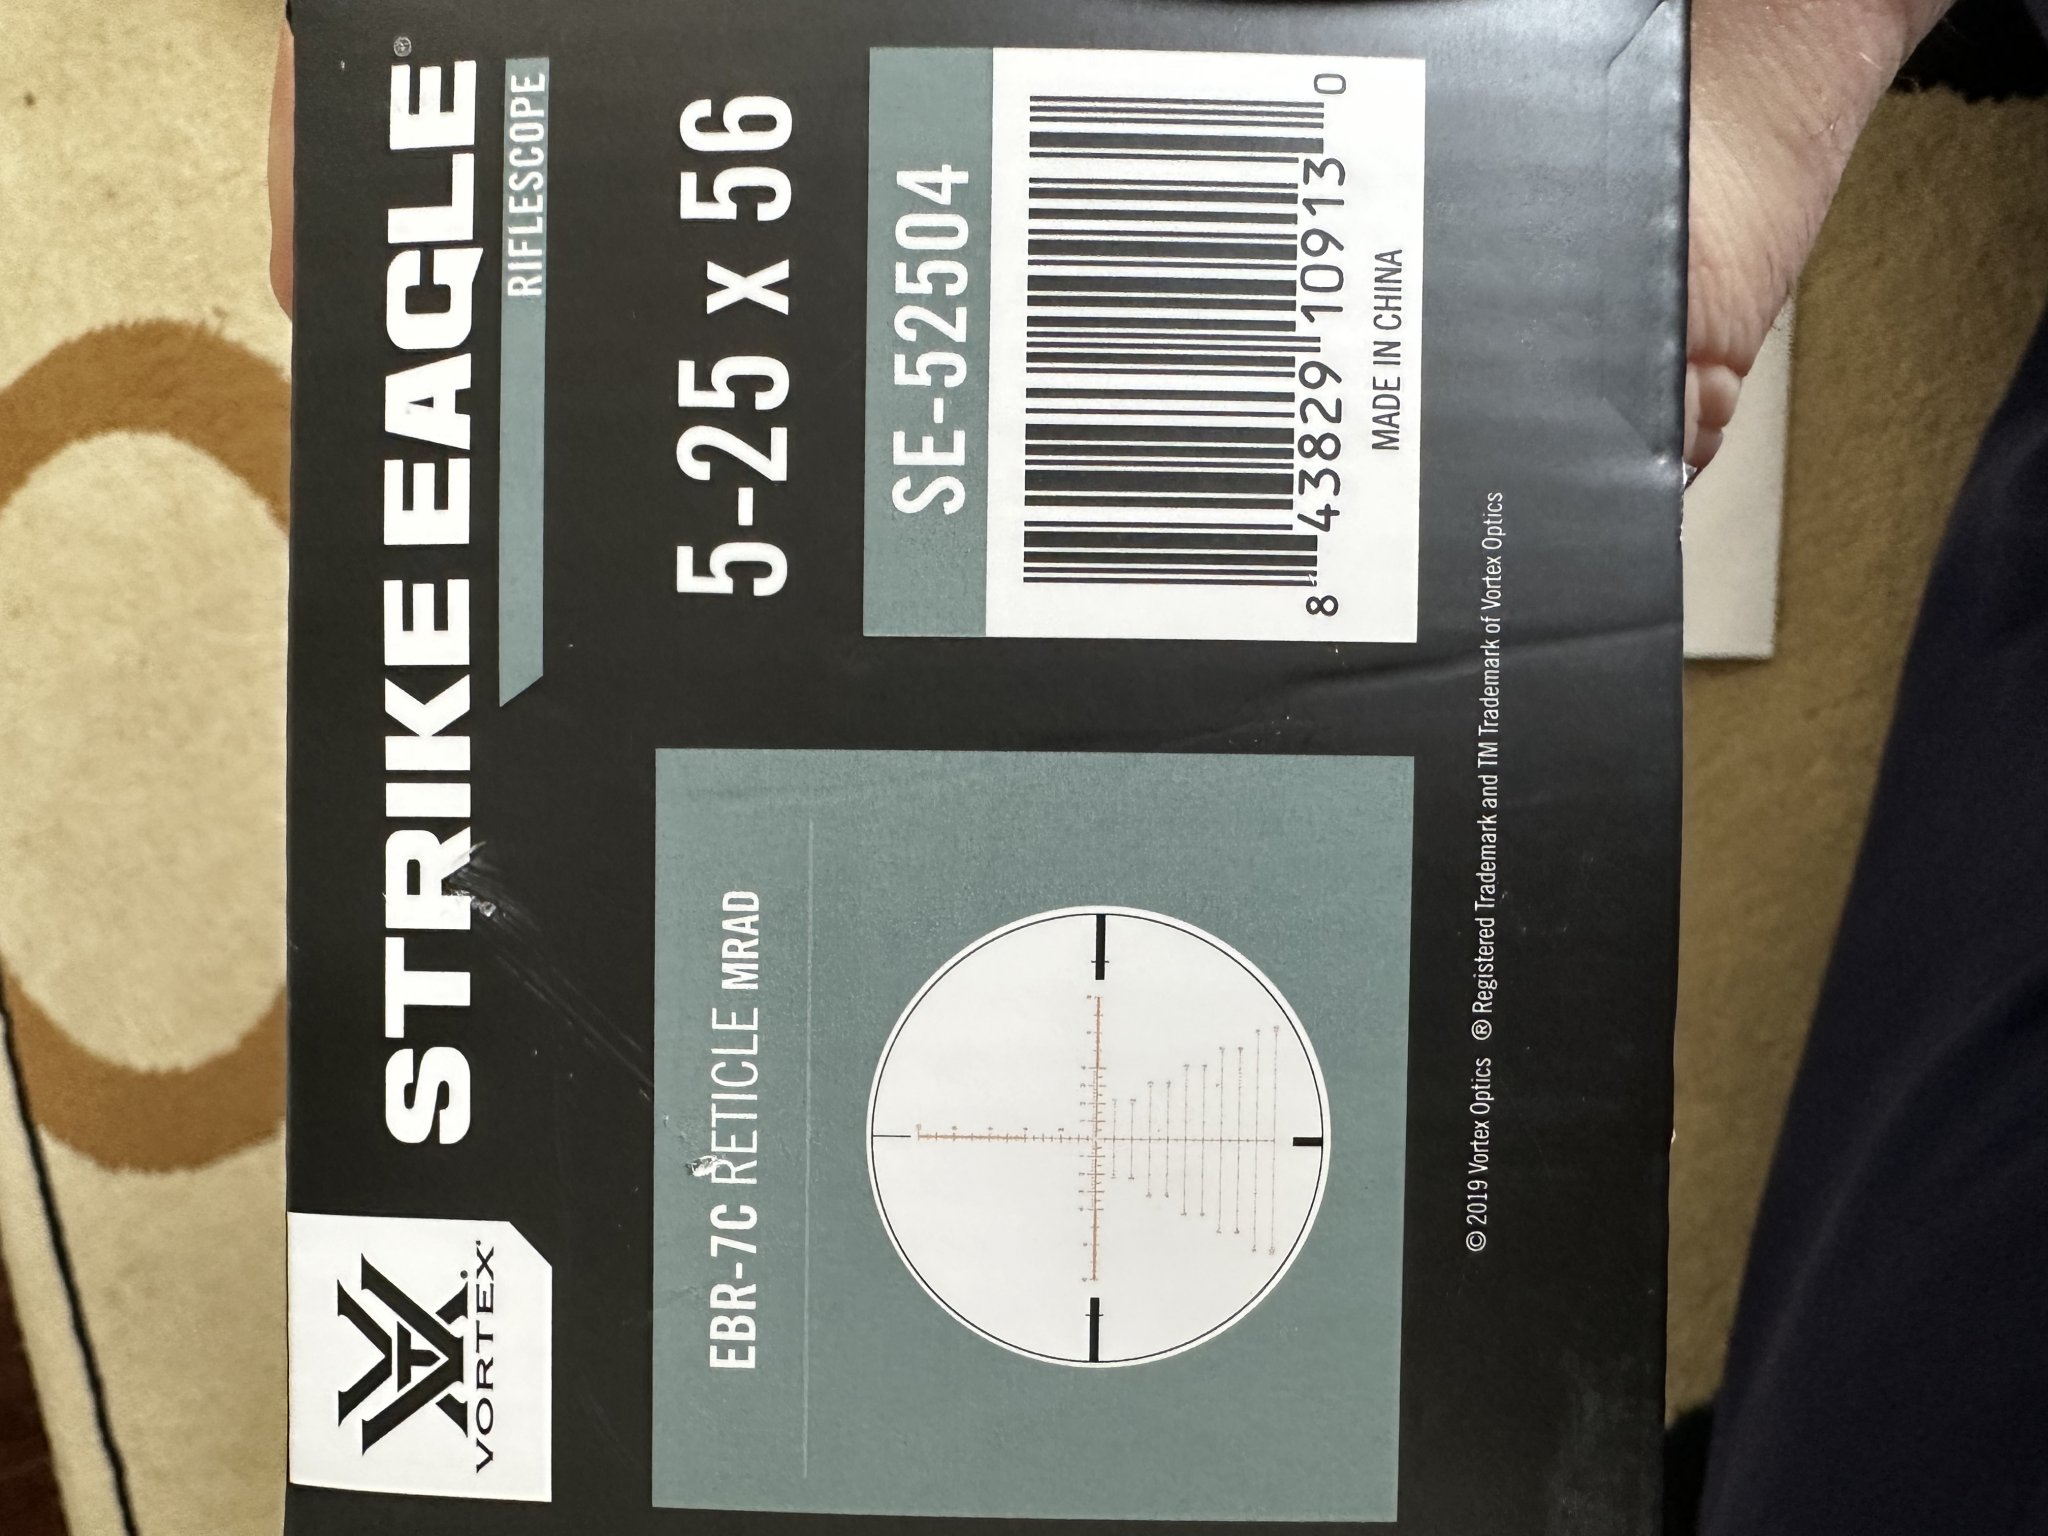 VORTEX®
STRIKE EAGLE®
RIFLESCOPE
EBR-7C RETICLE MRAD
5-25 x 56
SE-52504
8 43829 10913 0
MADE IN CHINA
© 2019 Vortex Optics ® Registered Trademark and TM Trademark of Vortex Optics